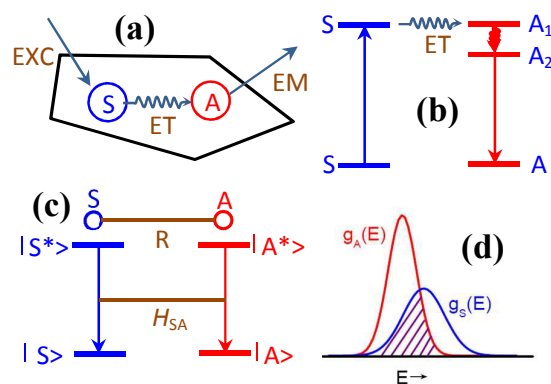 (a)
EXC
S
A
ET
EM
S
ET
A1
A2
(b)
S
A
(c)
S
A
R
|S*>
|A*>
HSA
|S>
|A>
(d)
gA(E)
gS(E)
E→